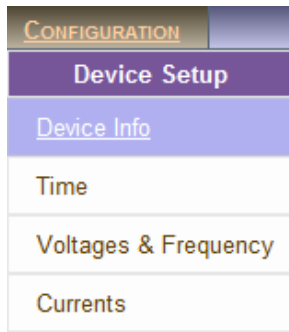 CONFIGURATION
Device Setup
Device Info
Time
Voltages & Frequency
Currents